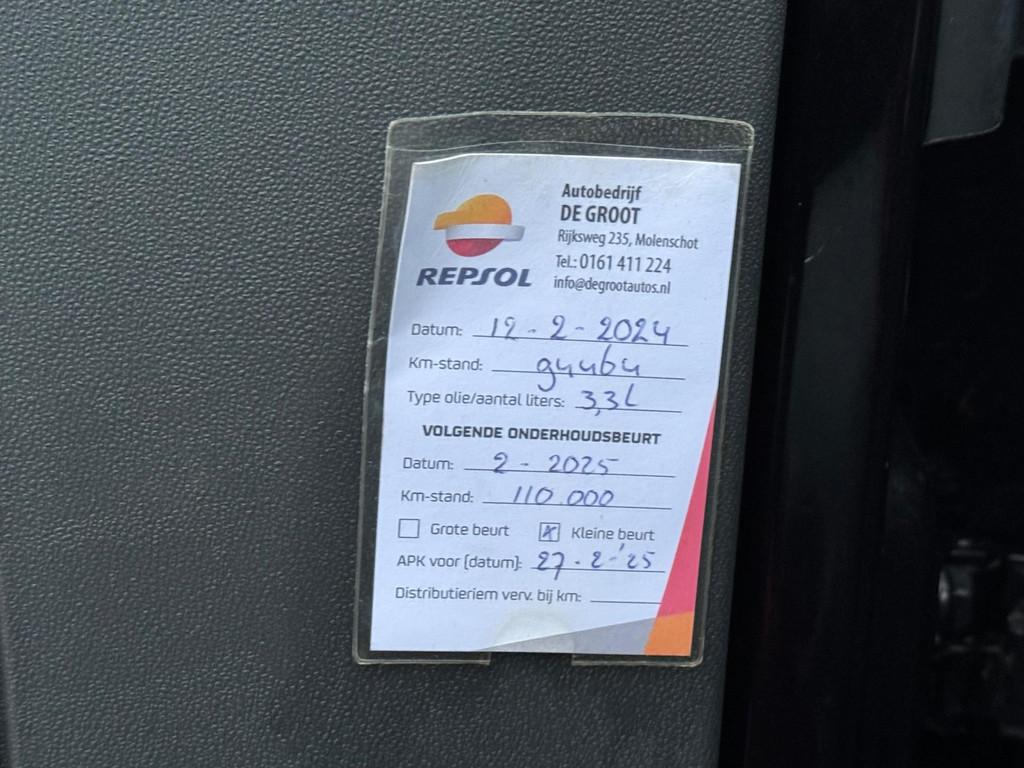 REPSOL
Autobedrijf
DE GROOT
Rijksweg 235, Molenschot
Tel.: 0161 411 224
info@degrootautos.nl
Datum: 12 - 2 - 2024
Km-stand: 94464
Type olie/aantal liters: 3,3L
VOLGENDE ONDERHOUDSBEURT
Datum: 2 - 2025
Km-stand: 110.000
Grote beurt x Kleine beurt
APK voor (datum): 27 - 2 - '25
Distributieriem verv. bij km: